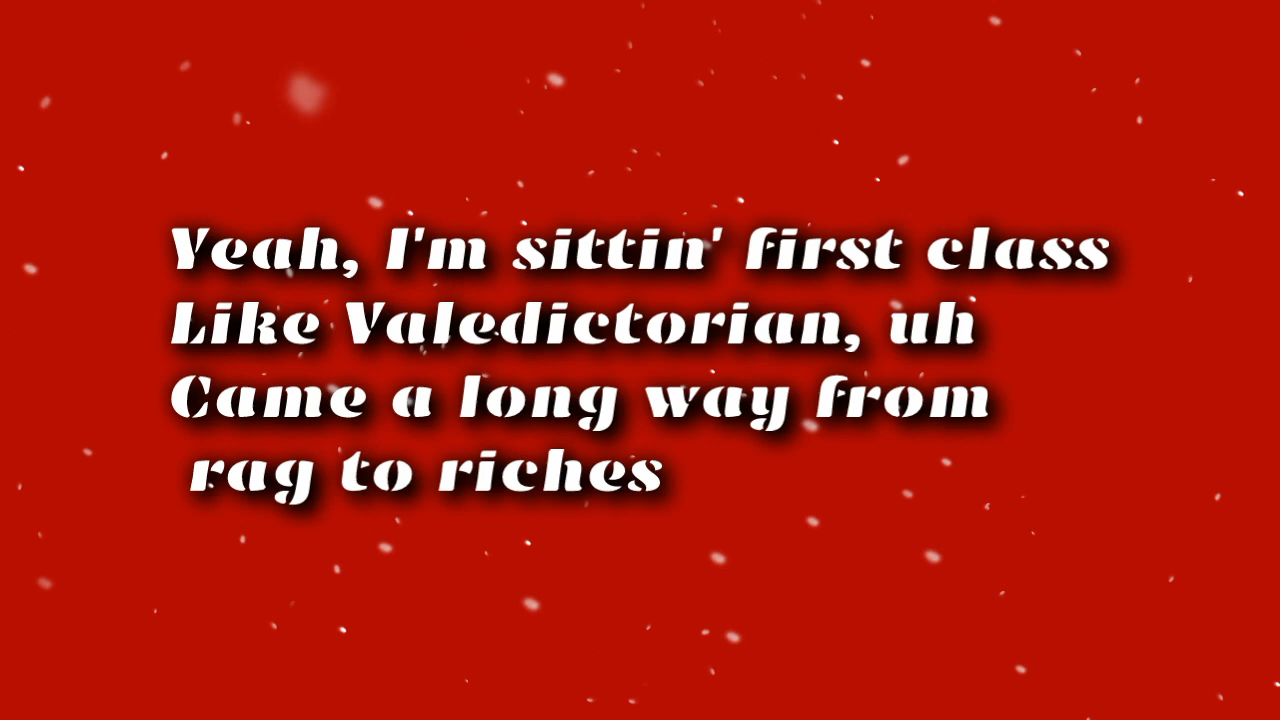 Yeah, I'm sittin' first class
Like Valedictorian, uh
Came a long way from
rag to riches